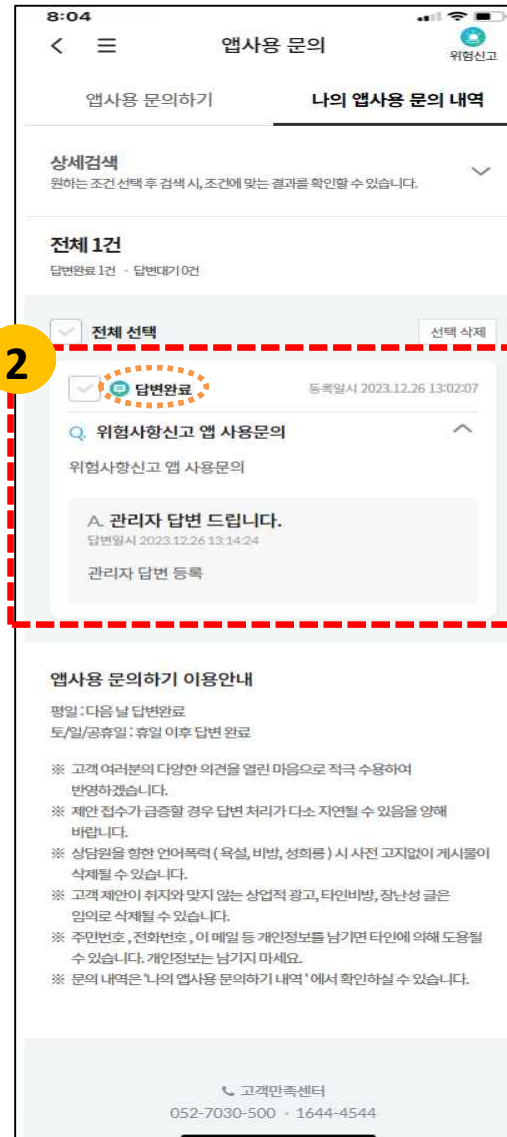 8:04
앱사용 문의
위험신고
앱사용 문의하기
나의 앱사용 문의 내역
상세검색
원하는 조건 선택 후 검색 시, 조건에 맞는 결과를 확인할 수 있습니다.
전체 1건
답변완료 1건 · 답변대기 0건
전체 선택
선택 삭제
2
답변완료
등록일시 2023.12.26 13:02:07
Q. 위험사항신고 앱 사용문의
위험사항신고 앱 사용문의
A. 관리자 답변 드립니다.
답변일시 2023.12.26 13:14:24
관리자 답변 등록
앱사용 문의하기 이용안내
평일 : 다음 날 답변완료
토/일/공휴일 : 휴일 이후 답변 완료
※ 고객 여러분의 다양한 의견을 열린 마음으로 적극 수용하여
반영하겠습니다.
※ 제안 접수가 급증할 경우 답변 처리가 다소 지연될 수 있음을 양해
바랍니다.
※ 상담원을 향한 언어폭력 ( 욕설, 비방, 성희롱 ) 시 사전 고지없이 게시물이
삭제될 수 있습니다.
※ 고객 제안이 취지와 맞지 않는 상업적 광고, 타인비방, 장난성 글은
임의로 삭제될 수 있습니다.
※ 주민번호 , 전화번호 , 이 메일 등 개인정보를 남기면 타인에 의해 도용될
수 있습니다. 개인정보는 남기지 마세요.
※ 문의 내역은 '나의 앱사용 문의하기 내역 ' 에서 확인하실 수 있습니다.
고객만족센터
052-7030-500 · 1644-4544